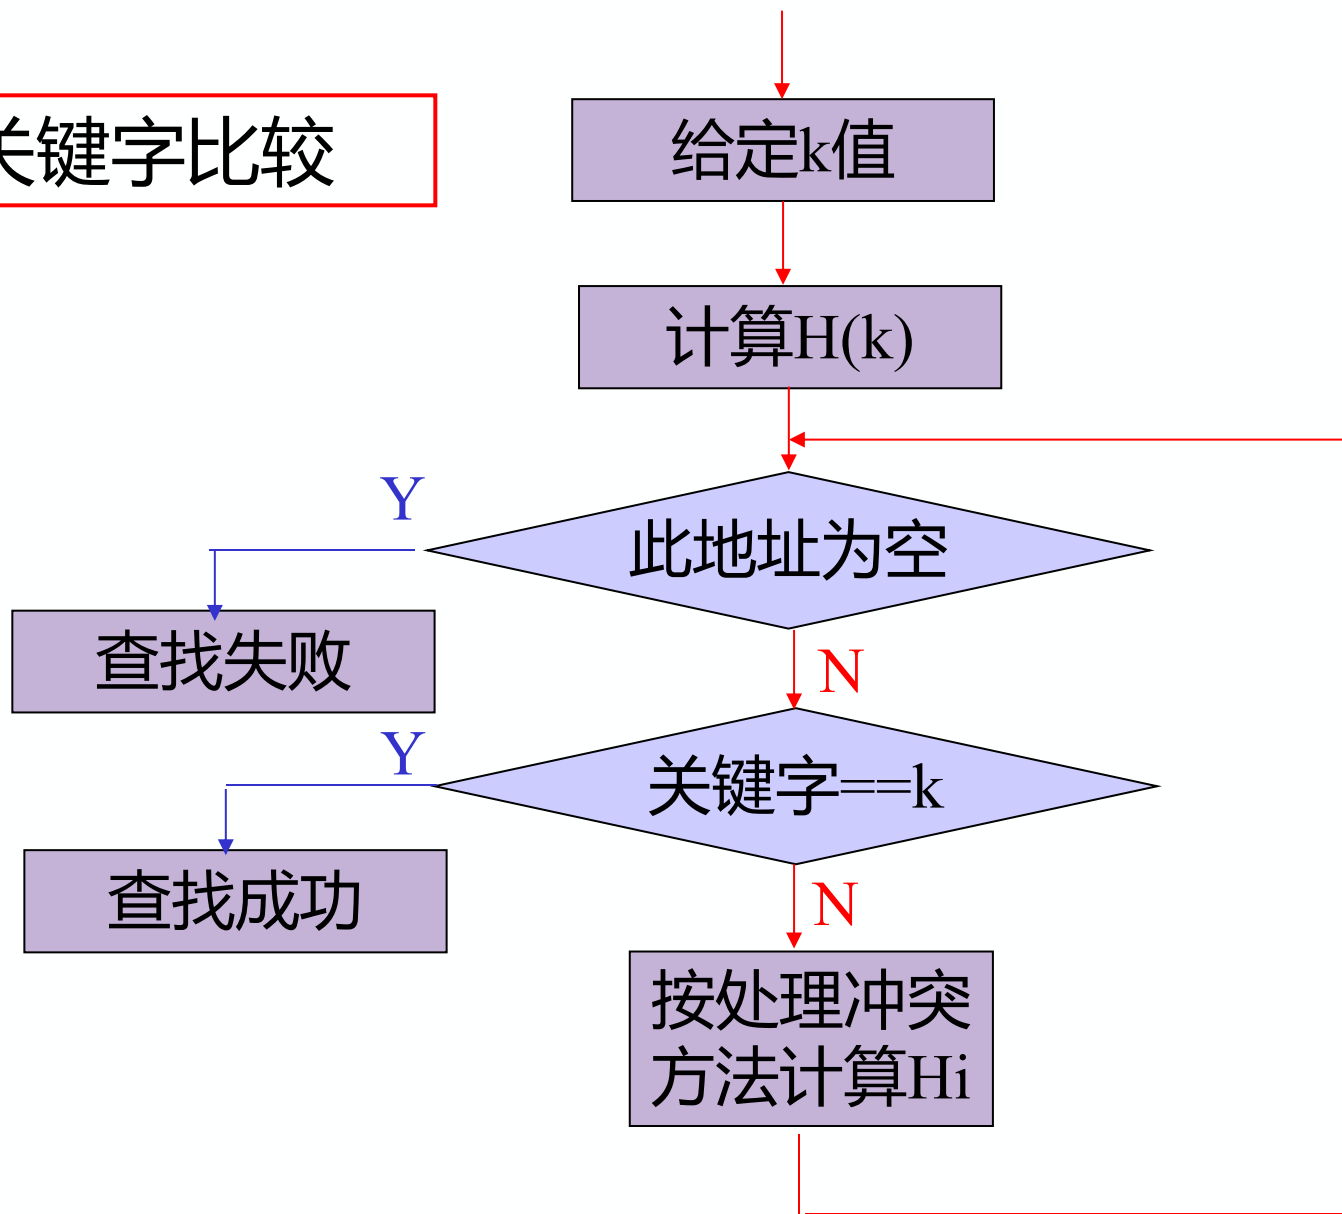 关键字比较
给定k值
计算H(k)
Y
此地址为空
查找失败
N
Y
关键字==k
查找成功
N
按处理冲突
方法计算Hi